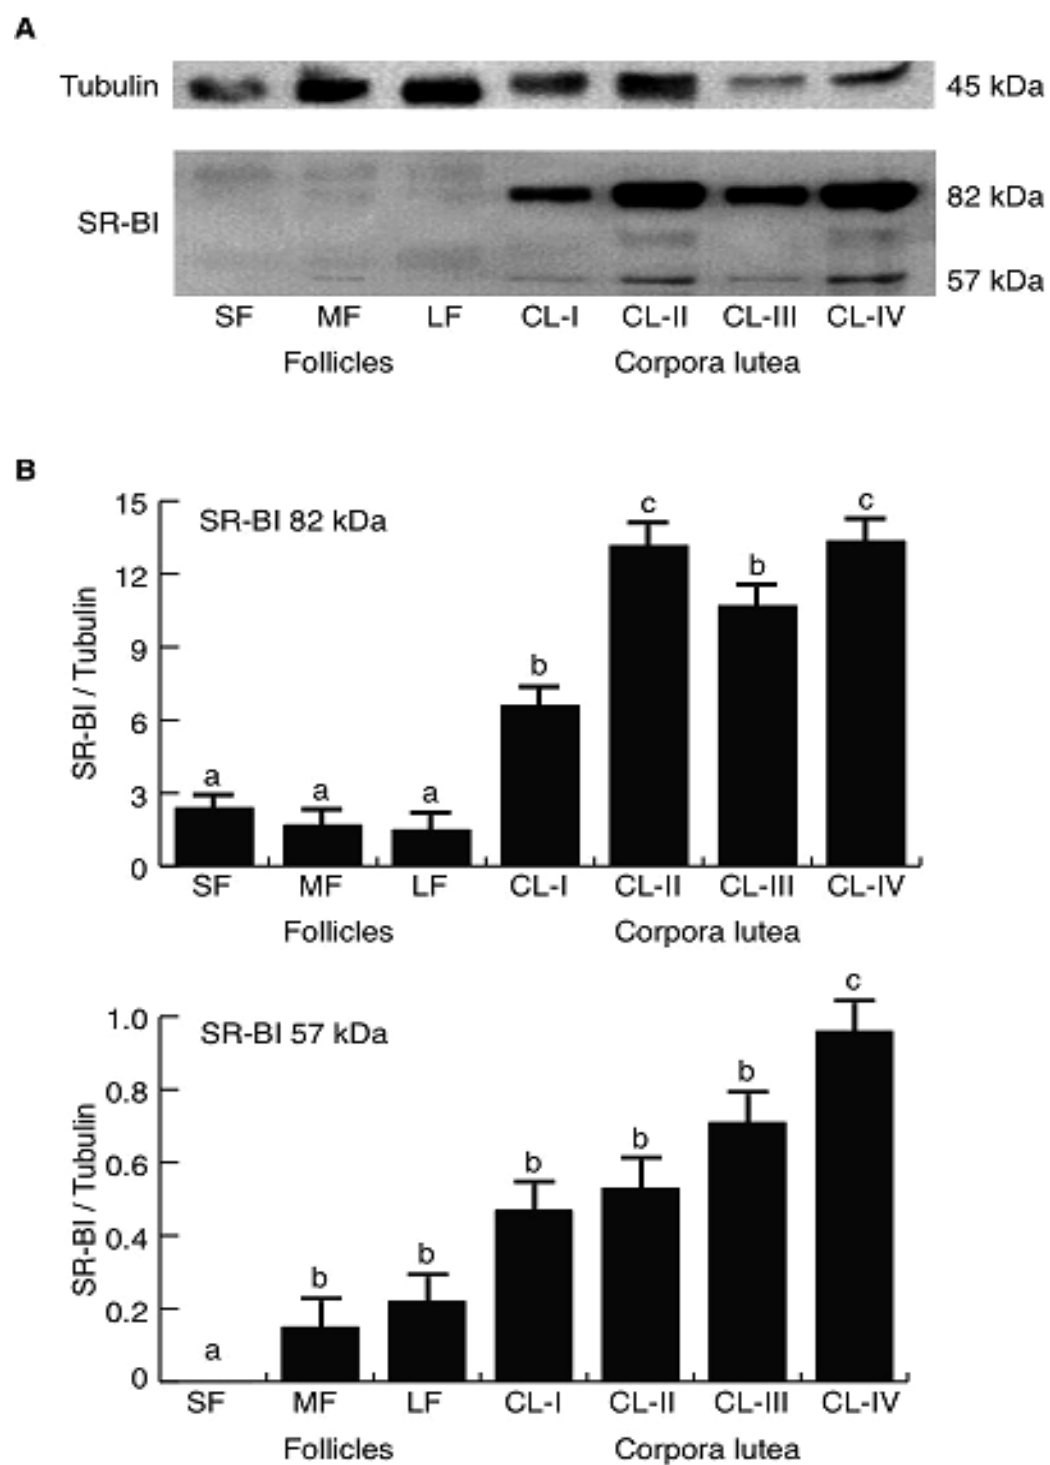 A
Tubulin 45 kDa
82 kDa
SR-BI
57 kDa
SF MF LF CL-I CL-II CL-III CL-IV
Follicles Corpora lutea
B
15 SR-BI 82 kDa c c
b
12
9
b
6
a a a
3
0
SR-BI / Tubulin
SF MF LF CL-I CL-II CL-III CL-IV
Follicles Corpora lutea
c
1.0 SR-BI 57 kDa
b
0.8
b
b
0.6
b
0.4
b
0.2
a
0
SR-BI / Tubulin
SF MF LF CL-I CL-II CL-III CL-IV
Follicles Corpora lutea